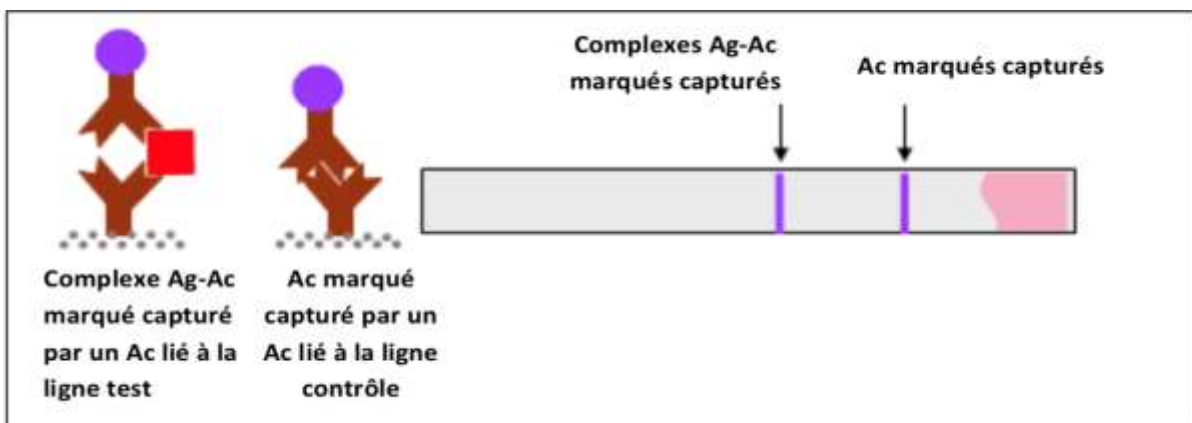 Complexes Ag-Ac
marqués capturés
Ac marqués capturés
Complexe Ag-Ac
marqué capturé
par un Ac lié à la
ligne test
Ac marqué
capturé par un
Ac lié à la ligne
contrôle